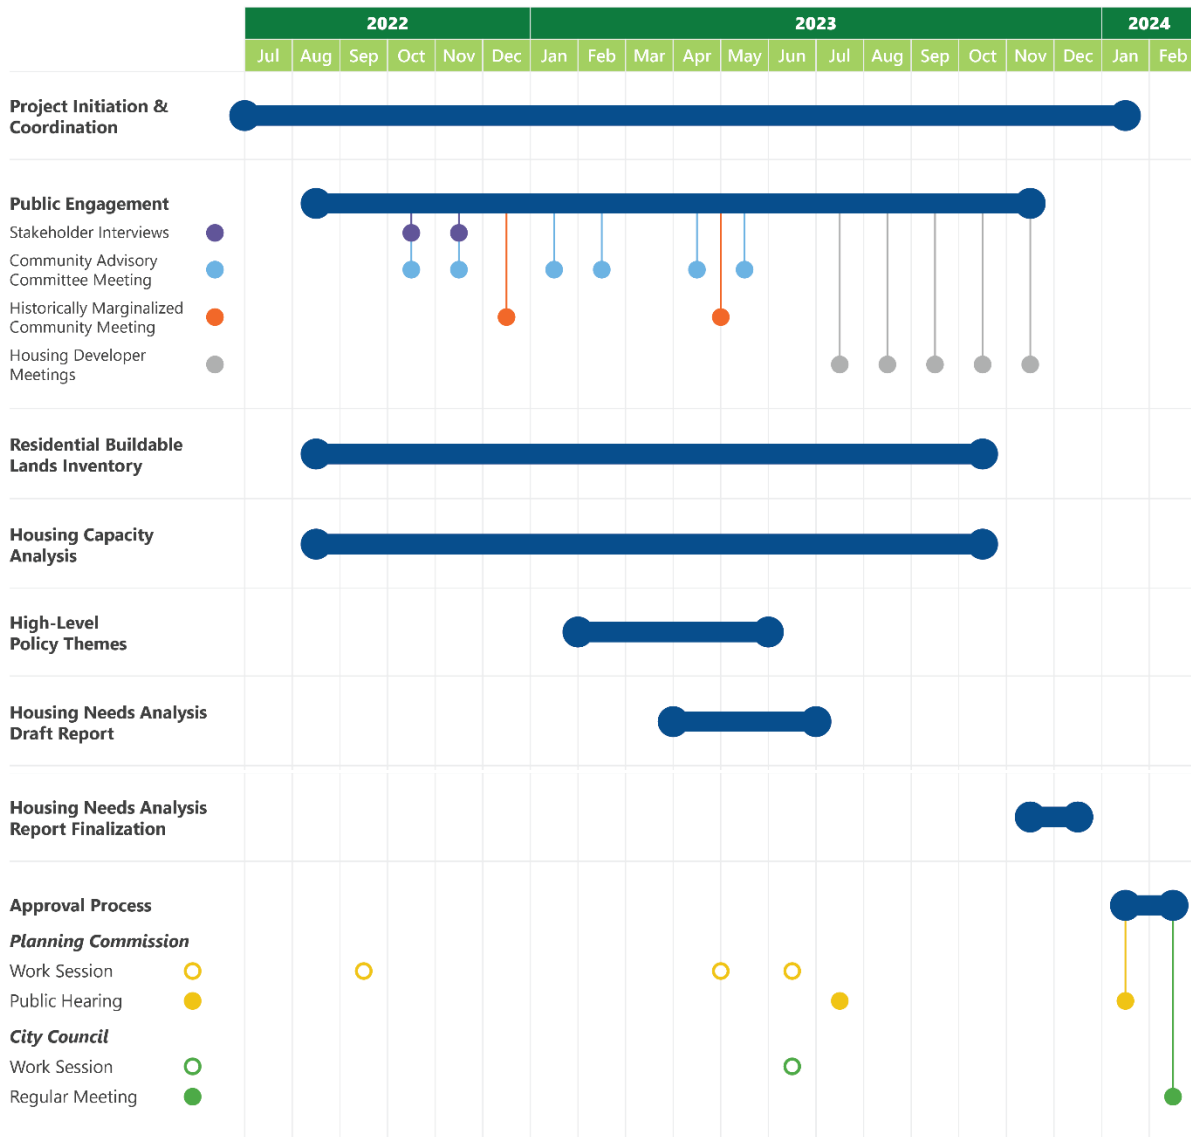 2022 2023 2024
Jul Aug Sep Oct Nov Dec Jan Feb Mar Apr May Jun Jul Aug Sep Oct Nov Dec Jan Feb
Project Initiation &
Coordination
Public Engagement
Stakeholder Interviews
Community Advisory
Committee Meeting
Historically Marginalized
Community Meeting
Housing Developer
Meetings
Residential Buildable
Lands Inventory
Housing Capacity
Analysis
High-Level
Policy Themes
Housing Needs Analysis
Draft Report
Housing Needs Analysis
Report Finalization
Approval Process
Planning Commission
Work Session
Public Hearing
City Council
Work Session
Regular Meeting